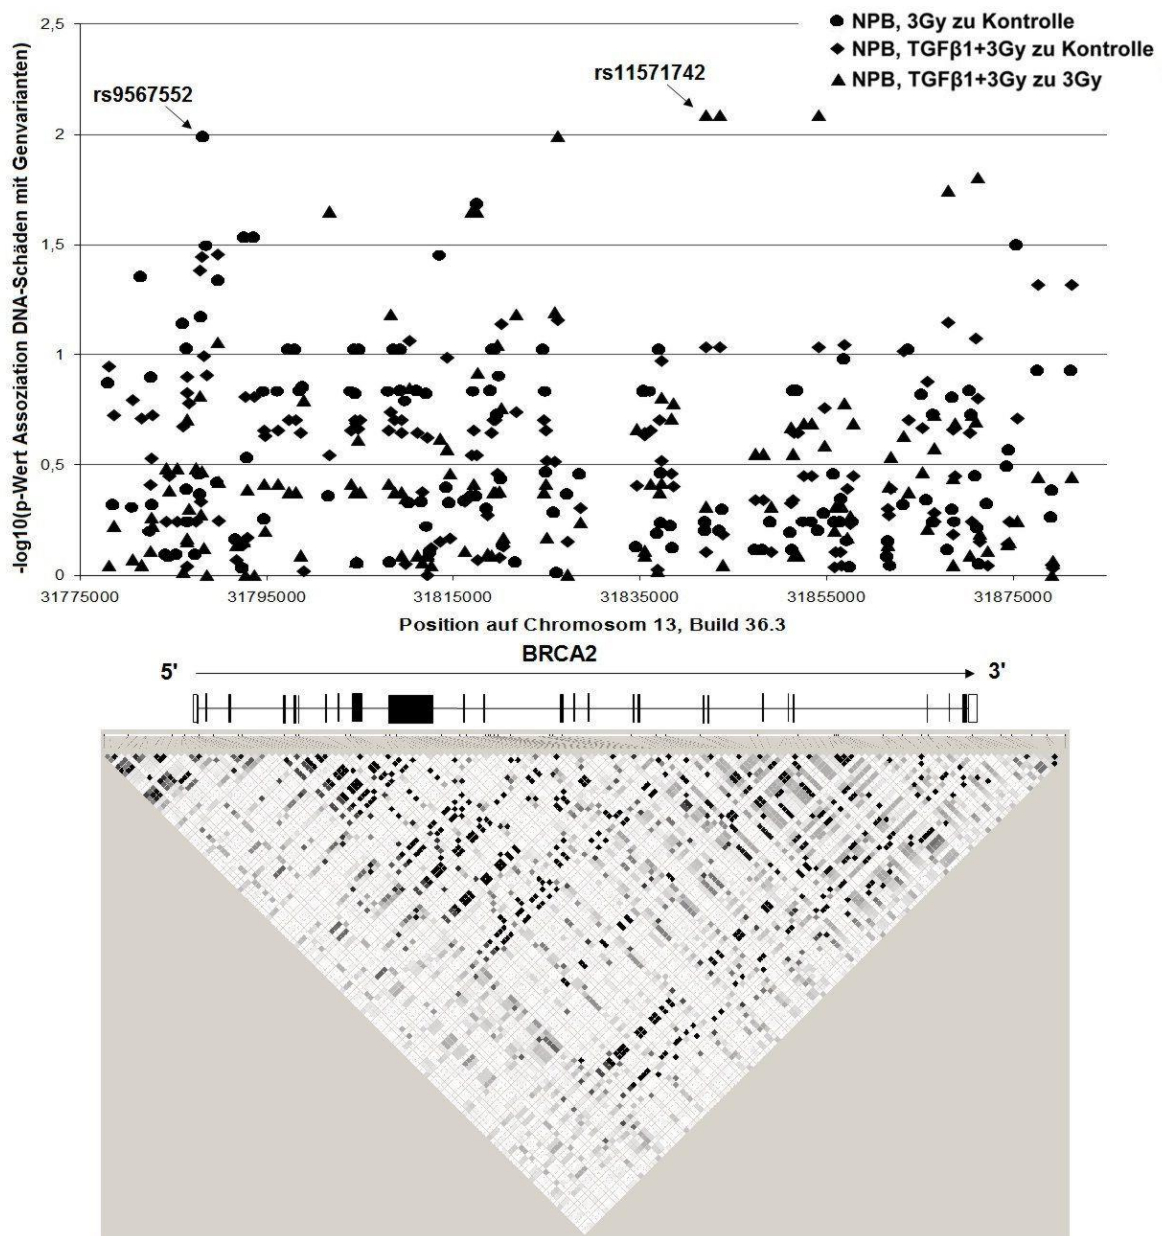 NPB, 3Gy zu Kontrolle
NPB, TGFβ1+3Gy zu Kontrolle
NPB, TGFβ1+3Gy zu 3Gy
-log10(p-Wert Assoziation DNA-Schäden mit Genvarianten)
2,5
2
1,5
1
0,5
0
rs9567552
rs11571742
31775000 31795000 31815000 31835000 31855000 31875000
Position auf Chromosom 13, Build 36.3
BRCA2
5' 3'